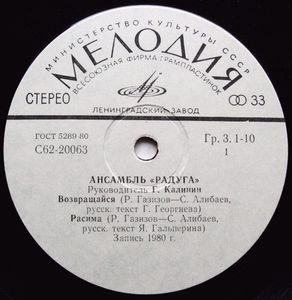 МИНИСТЕРСТВО КУЛЬТУРЫ СССР
МЕЛОДИЯ
ВСЕСОЮЗНАЯ ФИРМА ГРАМПЛАСТИНОК
СТЕРЕО
33
ЛЕНИНГРАДСКИЙ ЗАВОД
ГОСТ 5289-80
Гр. 3. 1-10
С62-20063
1
АНСАМБЛЬ «РАДУГА»
Руководитель Г. Калинин
Возвращайся (Р. Газизов—С. Алибаев,
русск. текст Г. Георгиева)
Расима (Р. Газизов—С. Алибаев,
русск. текст Я. Гальперина)
Запись 1980 г.